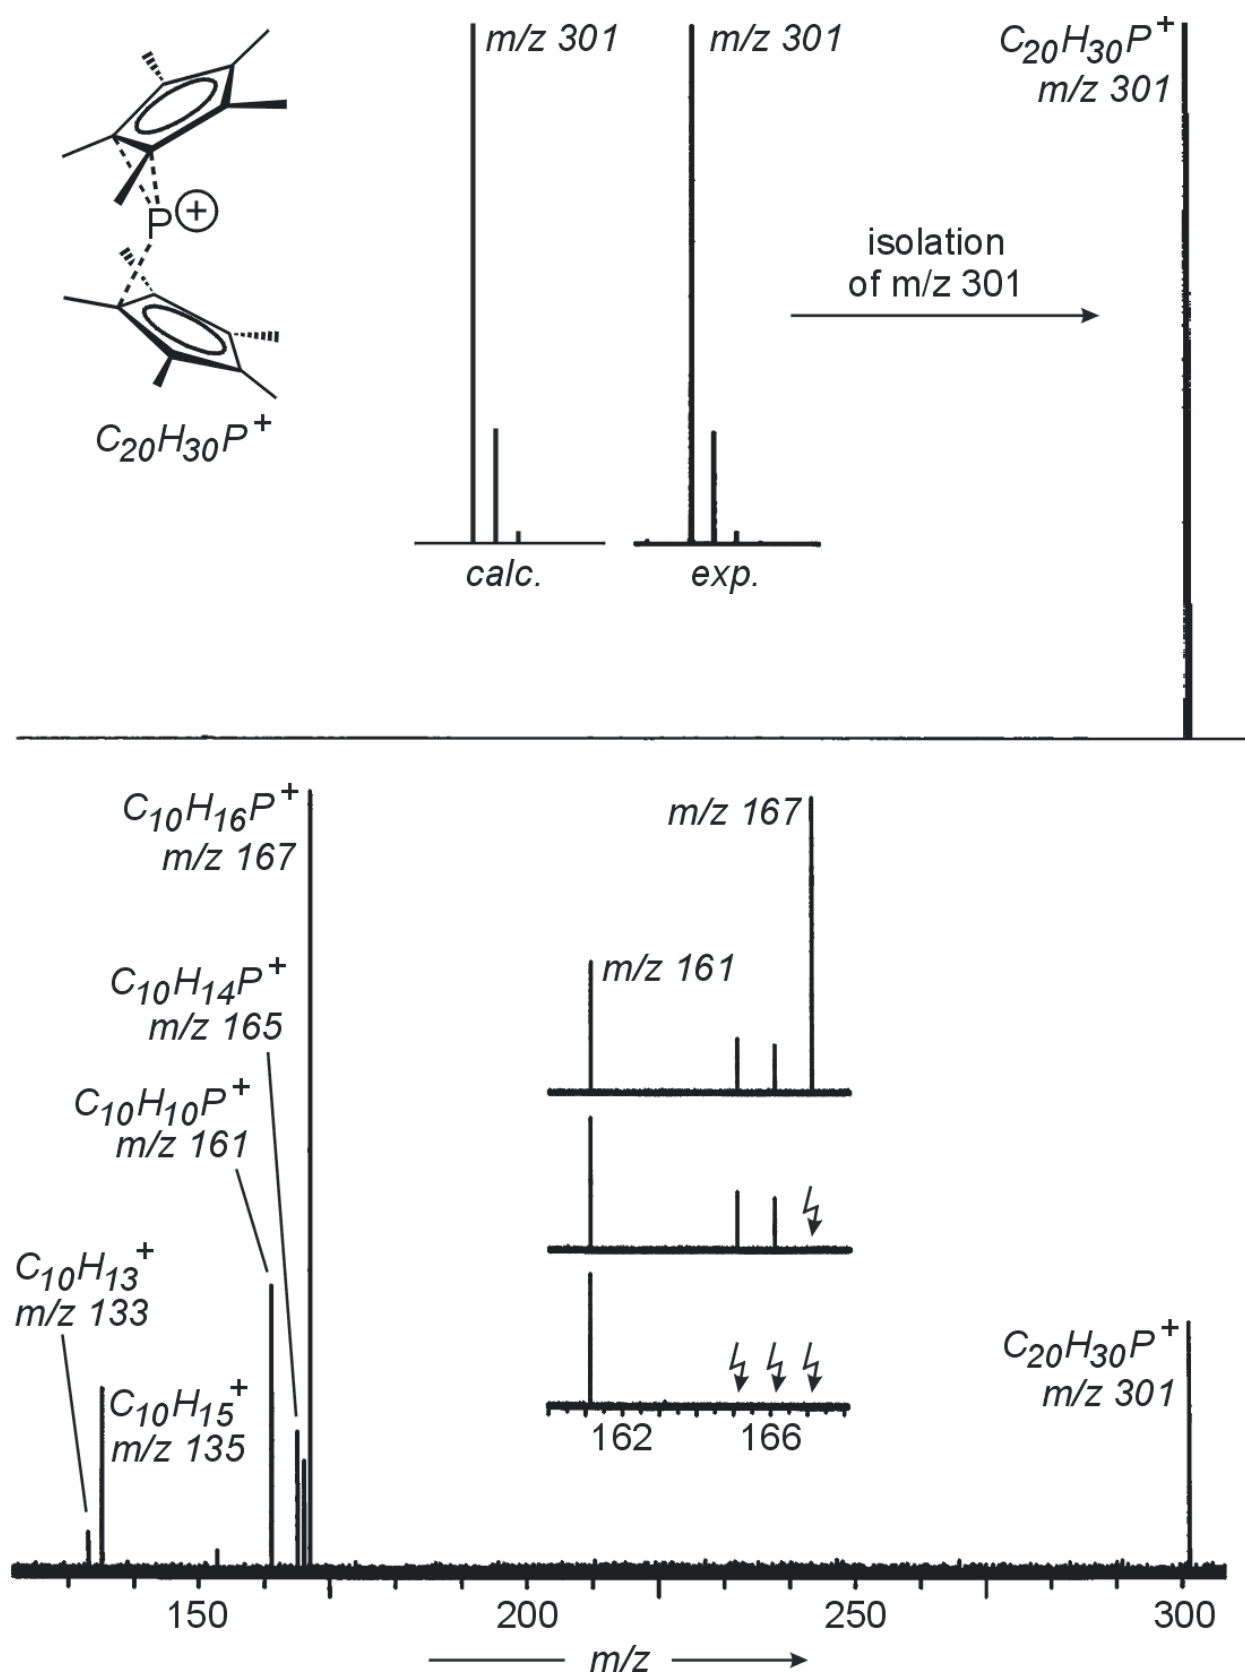 m/z 301
m/z 301
C₂₀H₃₀P⁺
m/z 301
P⊕
isolation
of m/z 301
C₂₀H₃₀P⁺
calc.
exp.
C₁₀H₁₆P⁺
m/z 167
m/z 167
C₁₀H₁₄P⁺
m/z 165
m/z 161
C₁₀H₁₀P⁺
m/z 161
C₁₀H₁₃⁺
m/z 133
C₁₀H₁₅⁺
m/z 135
162 166
C₂₀H₃₀P⁺
m/z 301
150 200 250 300
m/z